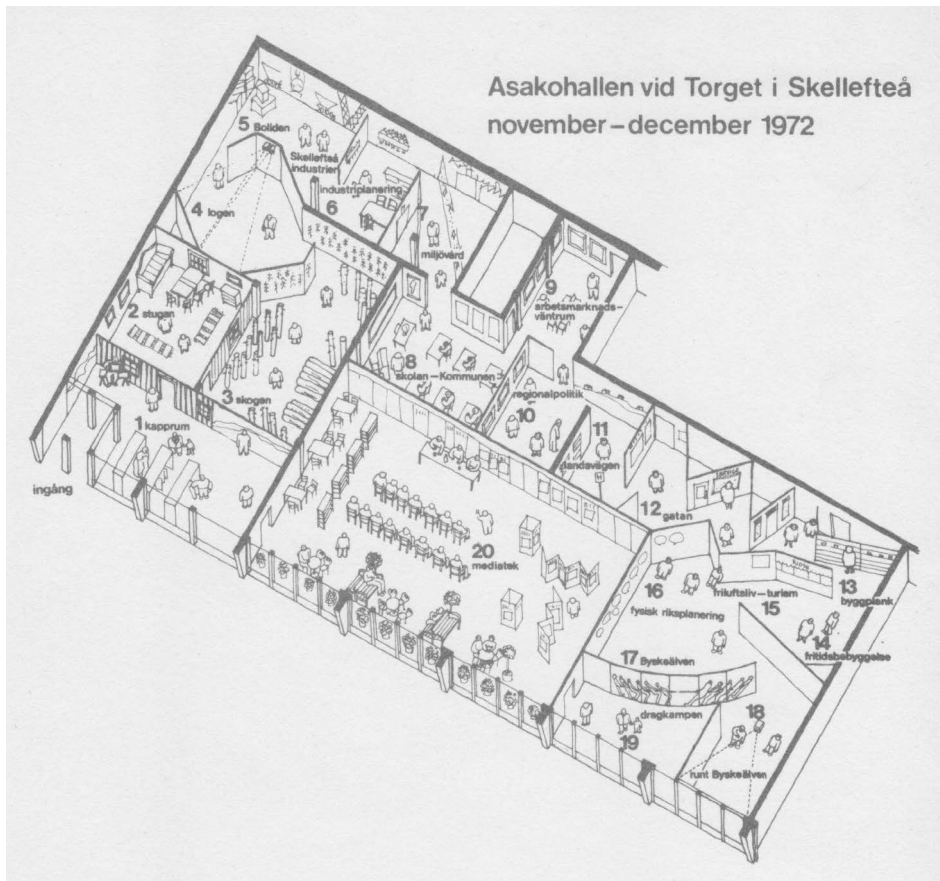 Asakohallen vid Torget i Skellefteå
november–december 1972
5 Boliden
Skellefteå
industrier
industriplanering
6
7
miljövård
4 logen
9
arbetsmarknads-
väntrum
2 stugan
8
skolan–Kommunen
3 skogen
regionalpolitik
10
11
landsvägen
1 kapprum
ingång
12 gatan
20
mediatek
13
byggplank
16
fysisk riksplanering
friluftsliv–turism
15
14
fritidsbebyggelse
17 Byskeälven
dragkampen
18
19
runt Byskeälven